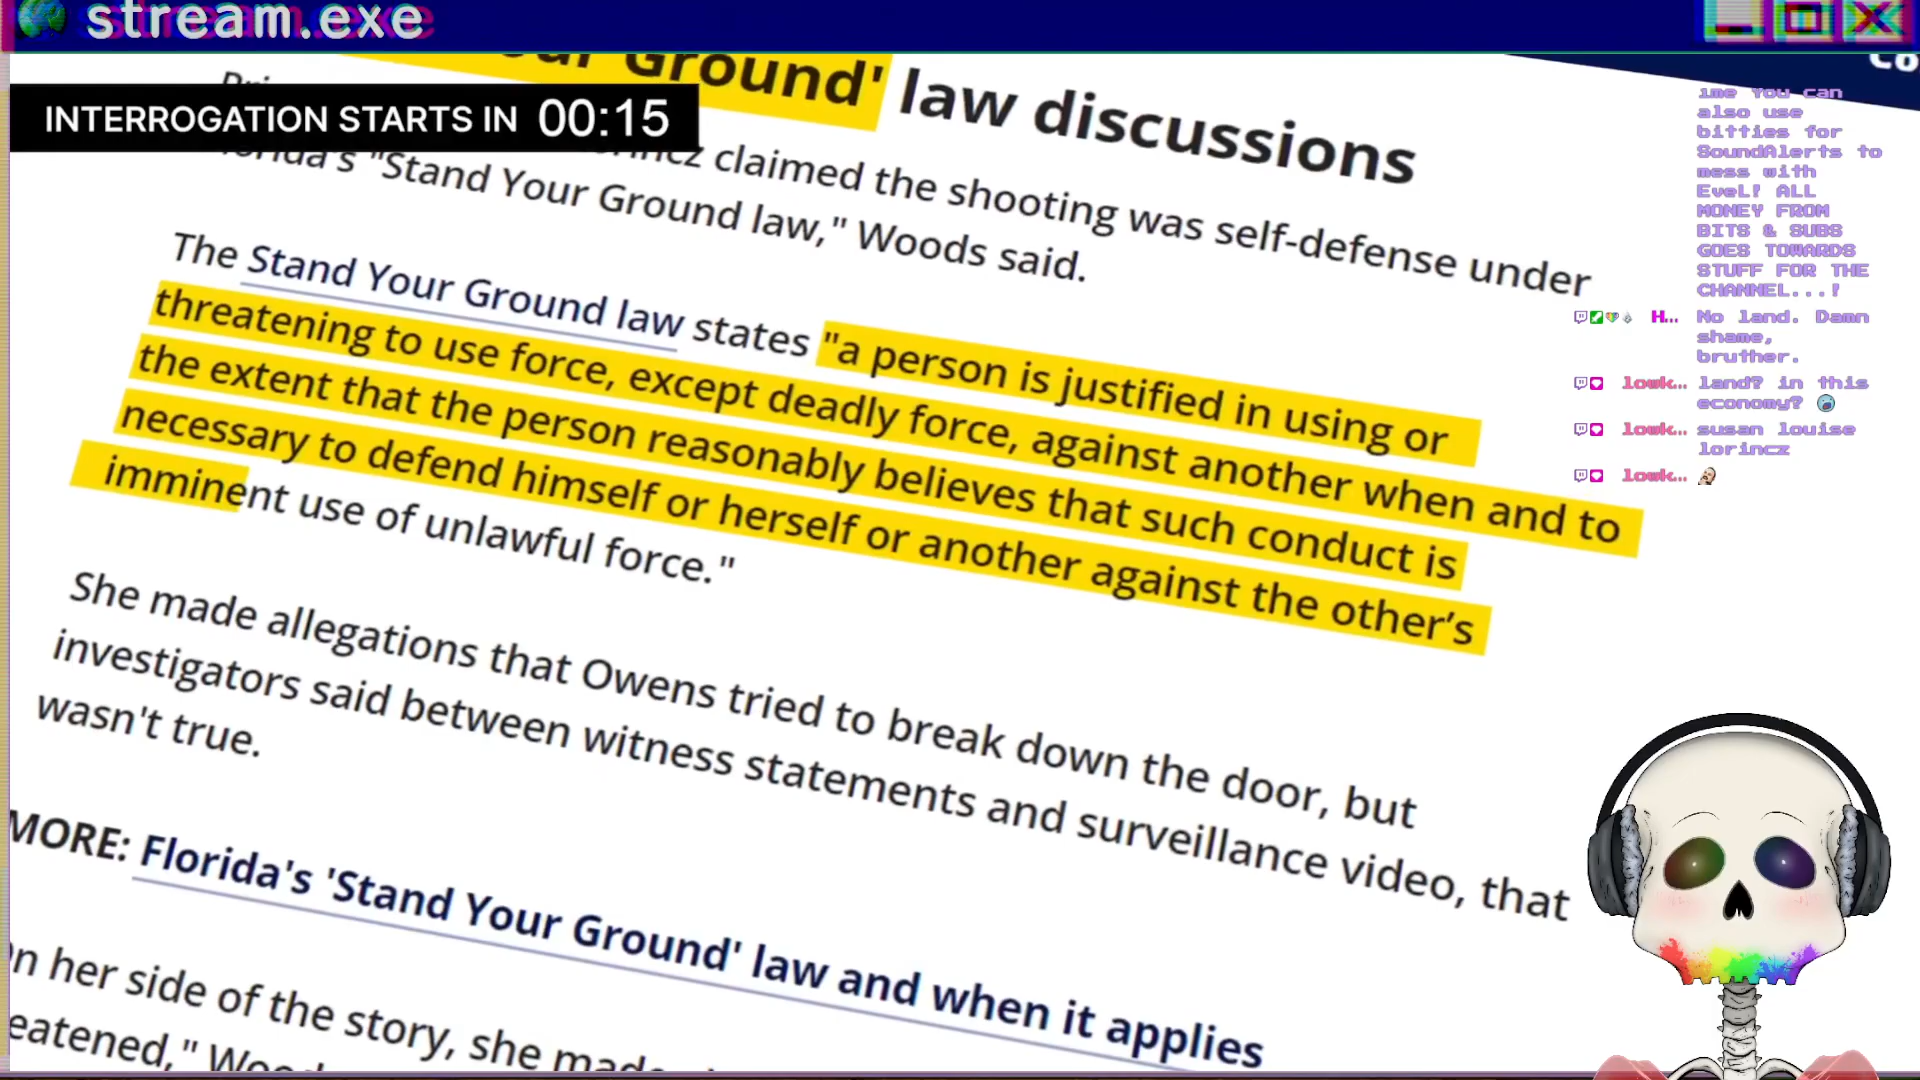 stream.exe
Ground' law discussions
INTERROGATION STARTS IN 00:15
claimed the shooting was self-defense under
"Stand Your Ground law," Woods said.
The Stand Your Ground law states "a person is justified in using or
threatening to use force, except deadly force, against another when and to
the extent that the person reasonably believes that such conduct is
necessary to defend himself or herself or another against the other's
imminent use of unlawful force."
She made allegations that Owens tried to break down the door, but
investigators said between witness statements and surveillance video, that
wasn't true.
MORE: Florida's 'Stand Your Ground' law and when it applies
her side of the story, she made
ime You can
also use
bitties for
SoundAlerts to
mess with
EveL! ALL
MONEY FROM
BITS & SUBS
GOES TOWARDS
STUFF FOR THE
CHANNEL...!
H... No land. Damn
shame,
bruther.
lowk... land? in this
economy?
lowk... susan louise
lorincz
lowk...